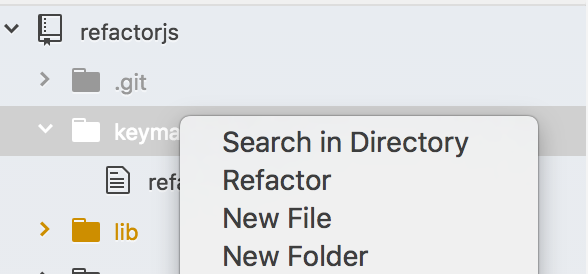 refactorjs
.git
keyma
Search in Directory
Refactor
New File
New Folder
refa
lib